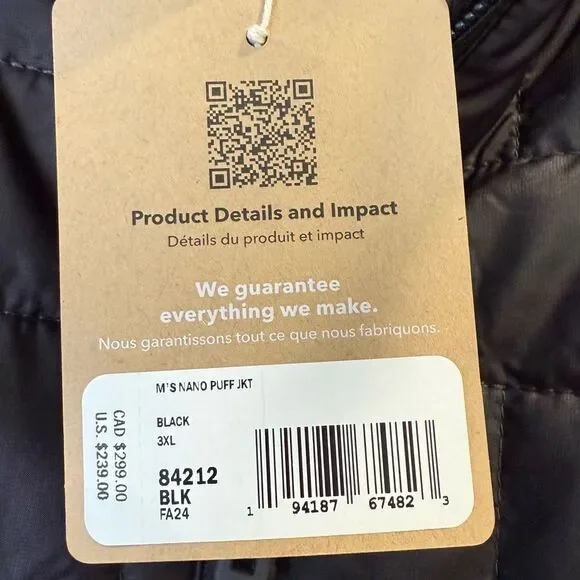 Product Details and Impact
Détails du produit et impact
We guarantee
everything we make.
Nous garantissons tout ce que nous fabriquons.
M'S NANO PUFF JKT
BLACK
3XL
84212
BLK
FA24
CAD $299.00
U.S. $239.00
1 94187 67482 3